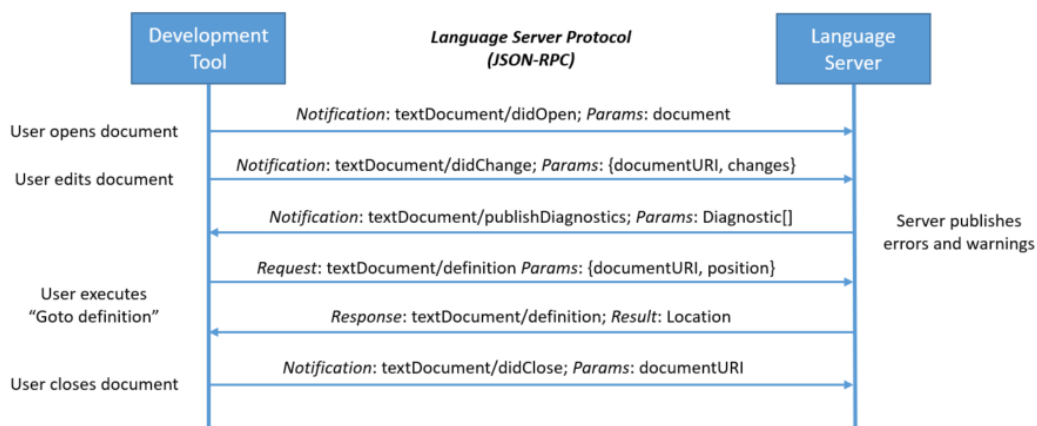 Development
Tool
Language Server Protocol
(JSON-RPC)
Language
Server
Notification: textDocument/didOpen; Params: document
User opens document
Notification: textDocument/didChange; Params: {documentURI, changes}
User edits document
Notification: textDocument/publishDiagnostics; Params: Diagnostic[]
Server publishes
errors and warnings
Request: textDocument/definition Params: {documentURI, position}
User executes
“Goto definition”
Response: textDocument/definition; Result: Location
Notification: textDocument/didClose; Params: documentURI
User closes document